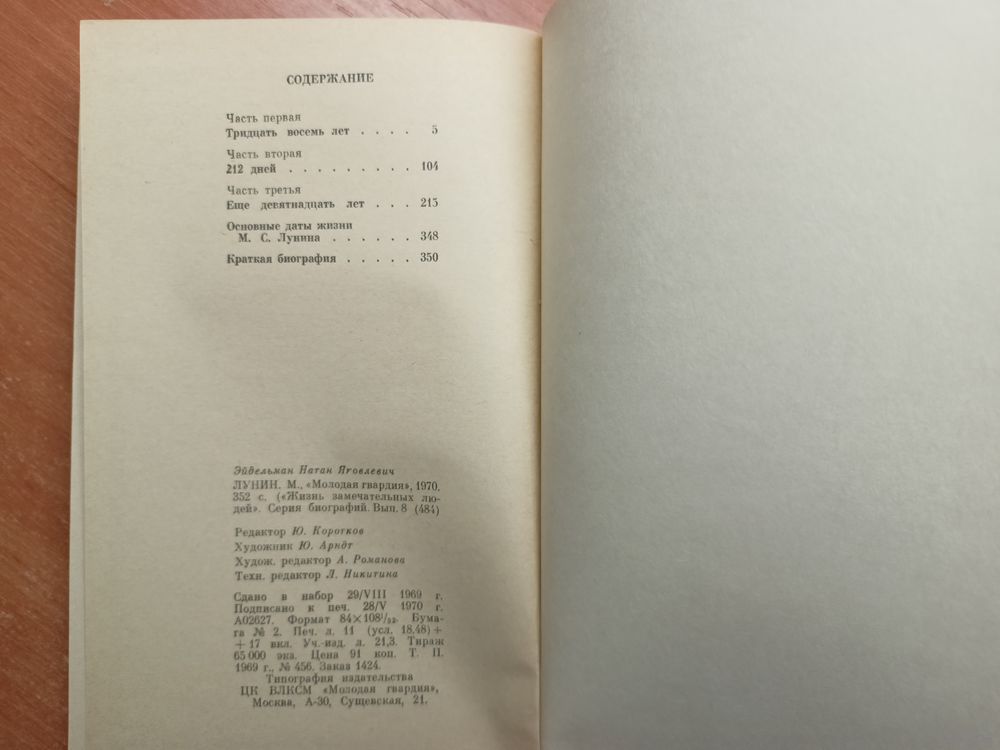 СОДЕРЖАНИЕ
Часть первая
Тридцать восемь лет . . . . 5
Часть вторая
212 дней . . . . . . . . . 104
Часть третья
Еще девятнадцать лет . . . 215
Основные даты жизни
М. С. Лунина . . . . . . 348
Краткая биография . . . . . 350
Эйдельман Натан Яковлевич
ЛУНИН. М., «Молодая гвардия», 1970.
352 с. («Жизнь замечательных лю-
дей». Серия биографий. Вып. 8 (484)
Редактор Ю. Коротков
Художник Ю. Арндт
Худож. редактор А. Романова
Техн. редактор Л. Никитина
Сдано в набор 29/VIII 1969 г.
Подписано к печ. 28/V 1970 г.
А02627. Формат 84×108¹/₃₂. Бума-
га № 2. Печ. л. 11 (усл. 18.48) +
+ 17 вкл. Уч.-изд. л. 21,3. Тираж
65 000 экз. Цена 91 коп. Т. П.
1969 г., № 456. Заказ 1424.
Типография издательства
ЦК ВЛКСМ «Молодая гвардия»,
Москва, А-30, Сущевская, 21.